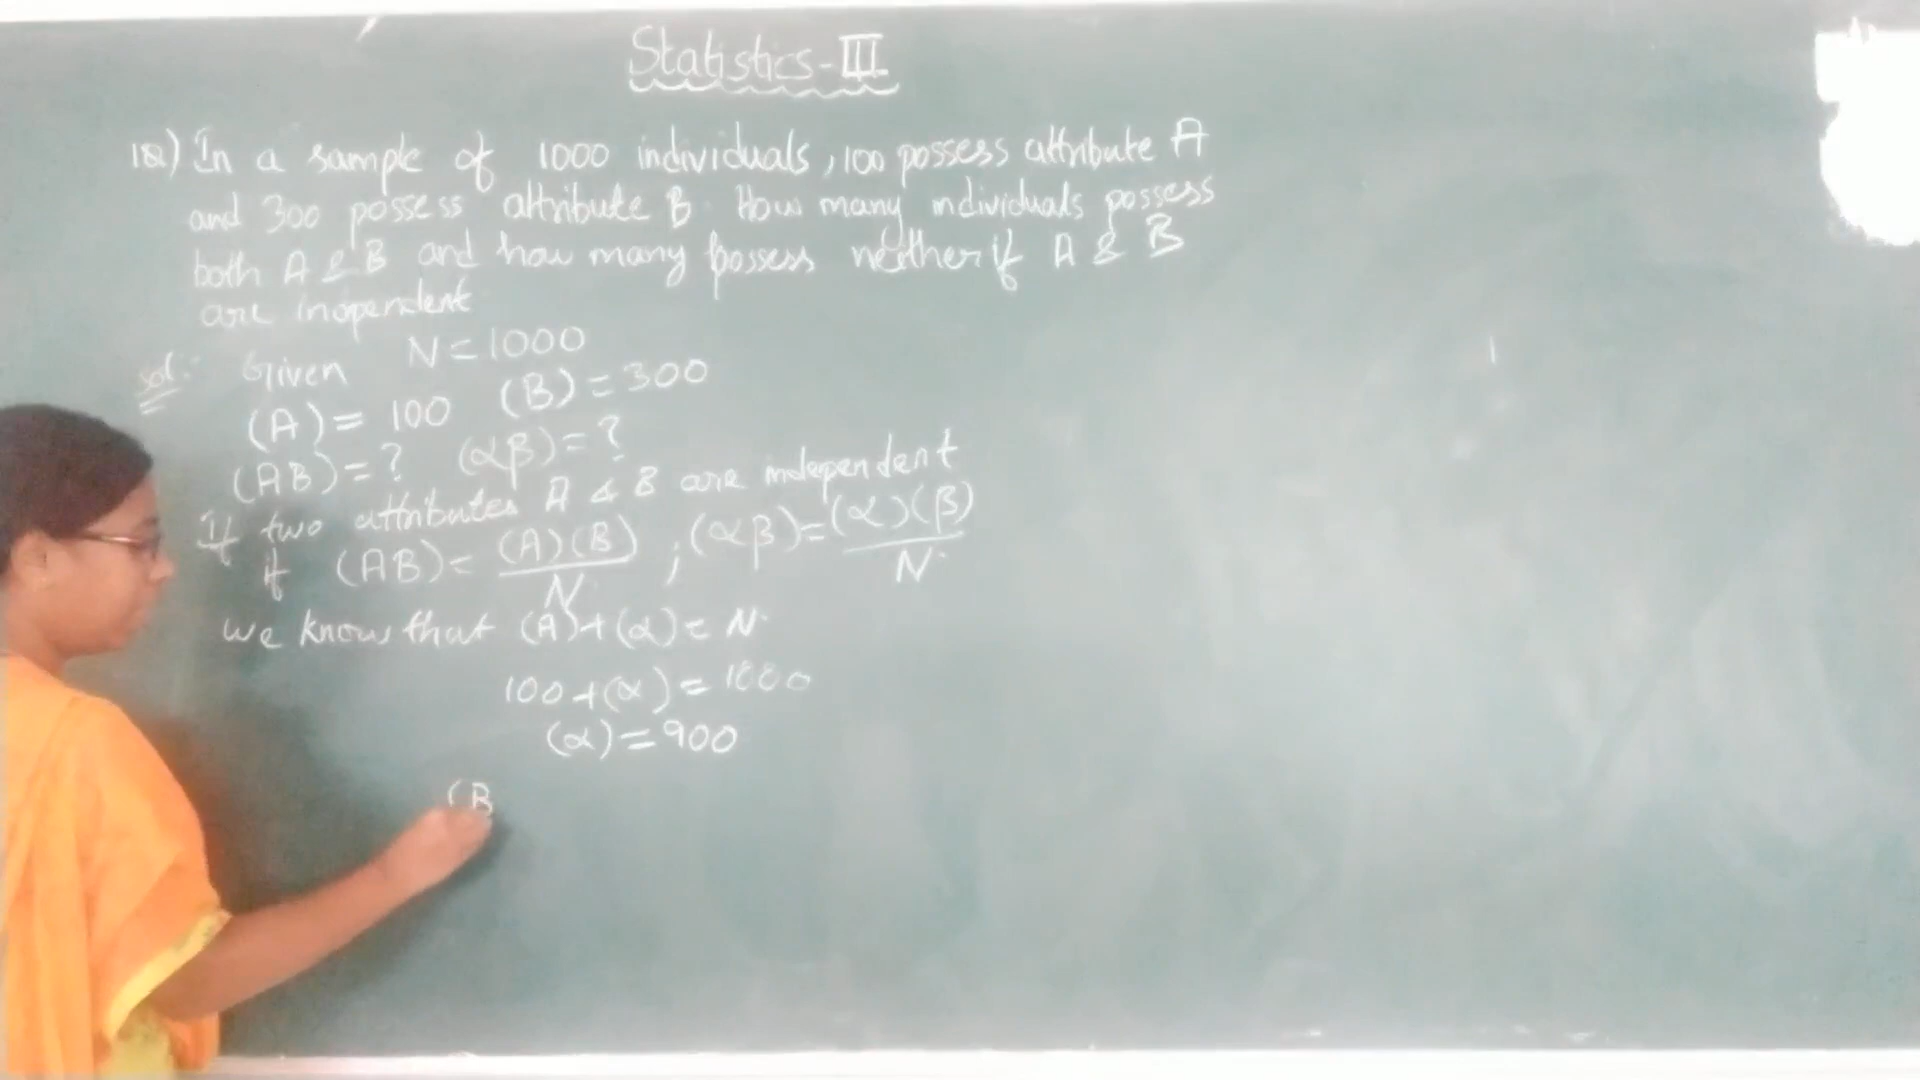 Statistics-III
1Q) In a sample of 1000 individuals, 100 possess attribute A
and 300 possess attribute B. How many individuals possess
both A & B and how many possess neither if A & B
are inopendent
Sol: Given N = 1000
(A) = 100 (B) = 300
(AB) = ? (αβ) = ?
If two attributes A & B are independent
if (AB) = (A)(B)/N ; (αβ) = (α)(β)/N
we know that (A)+(α) = N
100+(α) = 1000
(α) = 900
(B